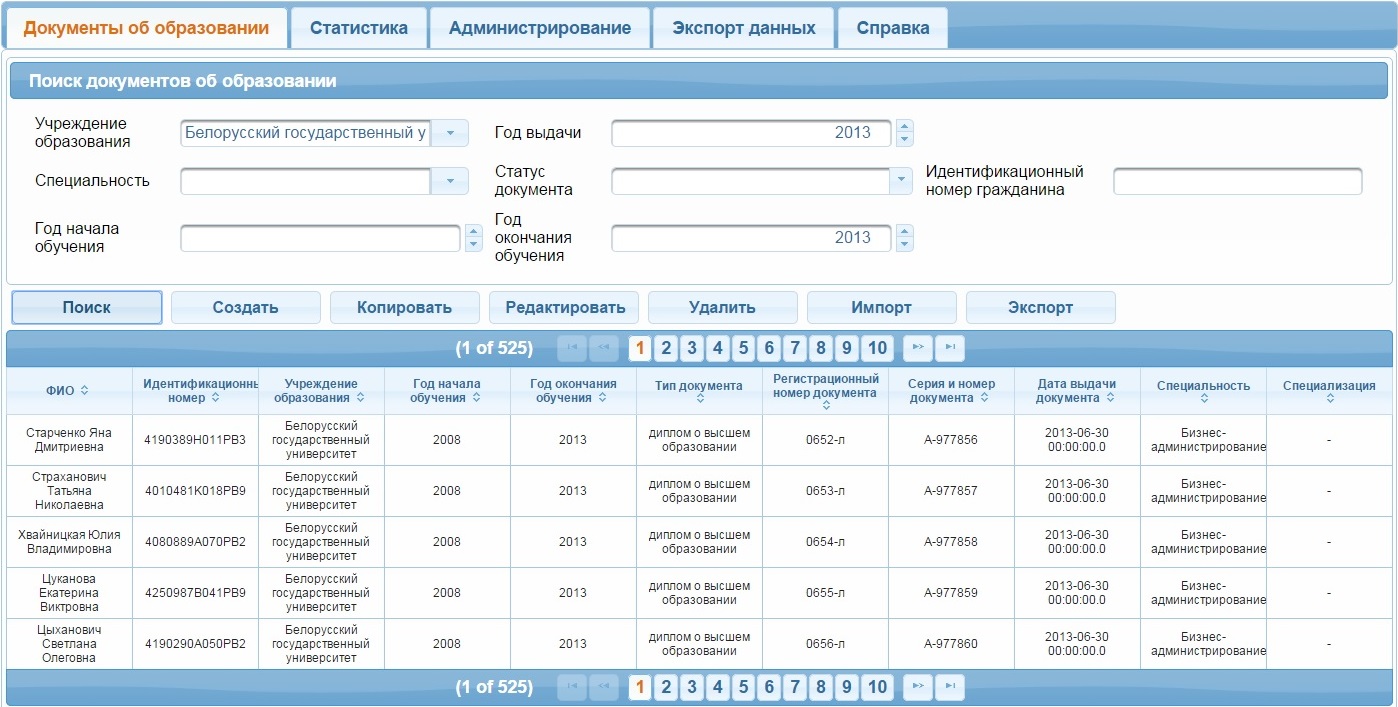 Документы об образовании Статистика Администрирование Экспорт данных Справка
Поиск документов об образовании
Учреждение
образования
Белорусский государственный у
Год выдачи
2013
Специальность
Статус
документа
Идентификационный
номер гражданина
Год начала
обучения
Год
окончания
обучения
2013
Поиск Создать Копировать Редактировать Удалить Импорт Экспорт
(1 of 525) 1 2 3 4 5 6 7 8 9 10
ФИО
Идентификационны
номер
Учреждение
образования
Год начала
обучения
Год окончания
обучения
Тип документа
Регистрационный
номер документа
Серия и номер
документа
Дата выдачи
документа
Специальность
Специализация
Старченко Яна
Дмитриевна
4190389H011PB3
Белорусский
государственный
университет
2008
2013
диплом о высшем
образовании
0652-л
А-977856
2013-06-30
00:00:00.0
Бизнес-
администрирование
-
Страханович
Татьяна
Николаевна
4010481K018PB9
Белорусский
государственный
университет
2008
2013
диплом о высшем
образовании
0653-л
А-977857
2013-06-30
00:00:00.0
Бизнес-
администрирование
-
Хвайницкая Юлия
Владимировна
4080889A070PB2
Белорусский
государственный
университет
2008
2013
диплом о высшем
образовании
0654-л
А-977858
2013-06-30
00:00:00.0
Бизнес-
администрирование
-
Цуканова
Екатерина
Виктровна
4250987B041PB9
Белорусский
государственный
университет
2008
2013
диплом о высшем
образовании
0655-л
А-977859
2013-06-30
00:00:00.0
Бизнес-
администрирование
-
Цыханович
Светлана
Олеговна
4190290A050PB2
Белорусский
государственный
университет
2008
2013
диплом о высшем
образовании
0656-л
А-977860
2013-06-30
00:00:00.0
Бизнес-
администрирование
-
(1 of 525) 1 2 3 4 5 6 7 8 9 10